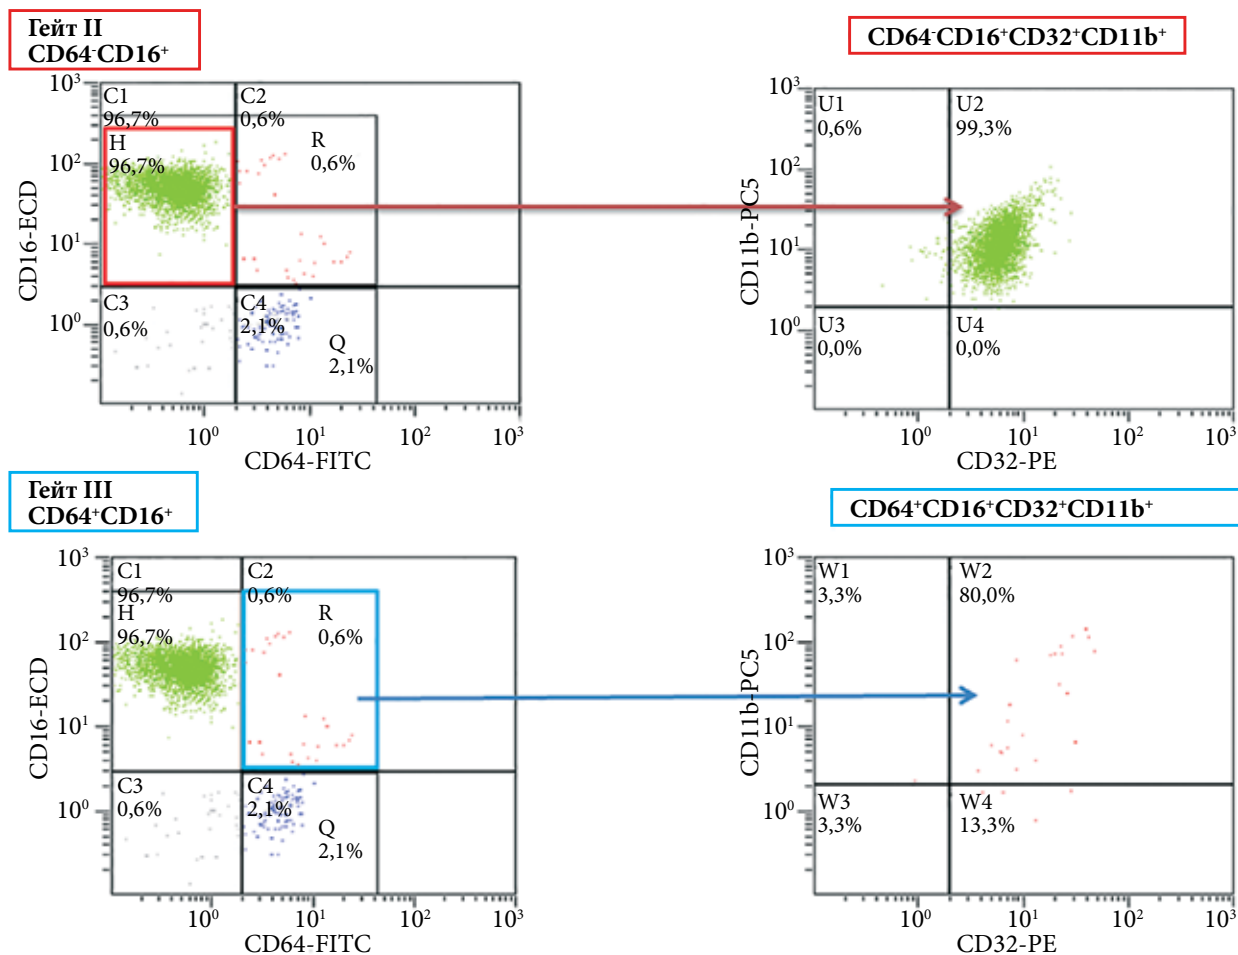 Гейт II
CD64⁻CD16⁺
CD64⁻CD16⁺CD32⁺CD11b⁺
10³
10²
10¹
10⁰
CD16-ECD
C1
96,7%
C2
0,6%
H
96,7%
R
0,6%
C3
0,6%
C4
2,1%
Q
2,1%
10⁰ 10¹ 10² 10³
CD64-FITC
10³
10²
10¹
10⁰
CD11b-PC5
U1
0,6%
U2
99,3%
U3
0,0%
U4
0,0%
10⁰ 10¹ 10² 10³
CD32-PE
Гейт III
CD64⁺CD16⁺
CD64⁺CD16⁺CD32⁺CD11b⁺
10³
10²
10¹
10⁰
CD16-ECD
C1
96,7%
C2
0,6%
H
96,7%
R
0,6%
C3
0,6%
C4
2,1%
Q
2,1%
10⁰ 10¹ 10² 10³
CD64-FITC
10³
10²
10¹
10⁰
CD11b-PC5
W1
3,3%
W2
80,0%
W3
3,3%
W4
13,3%
10⁰ 10¹ 10² 10³
CD32-PE